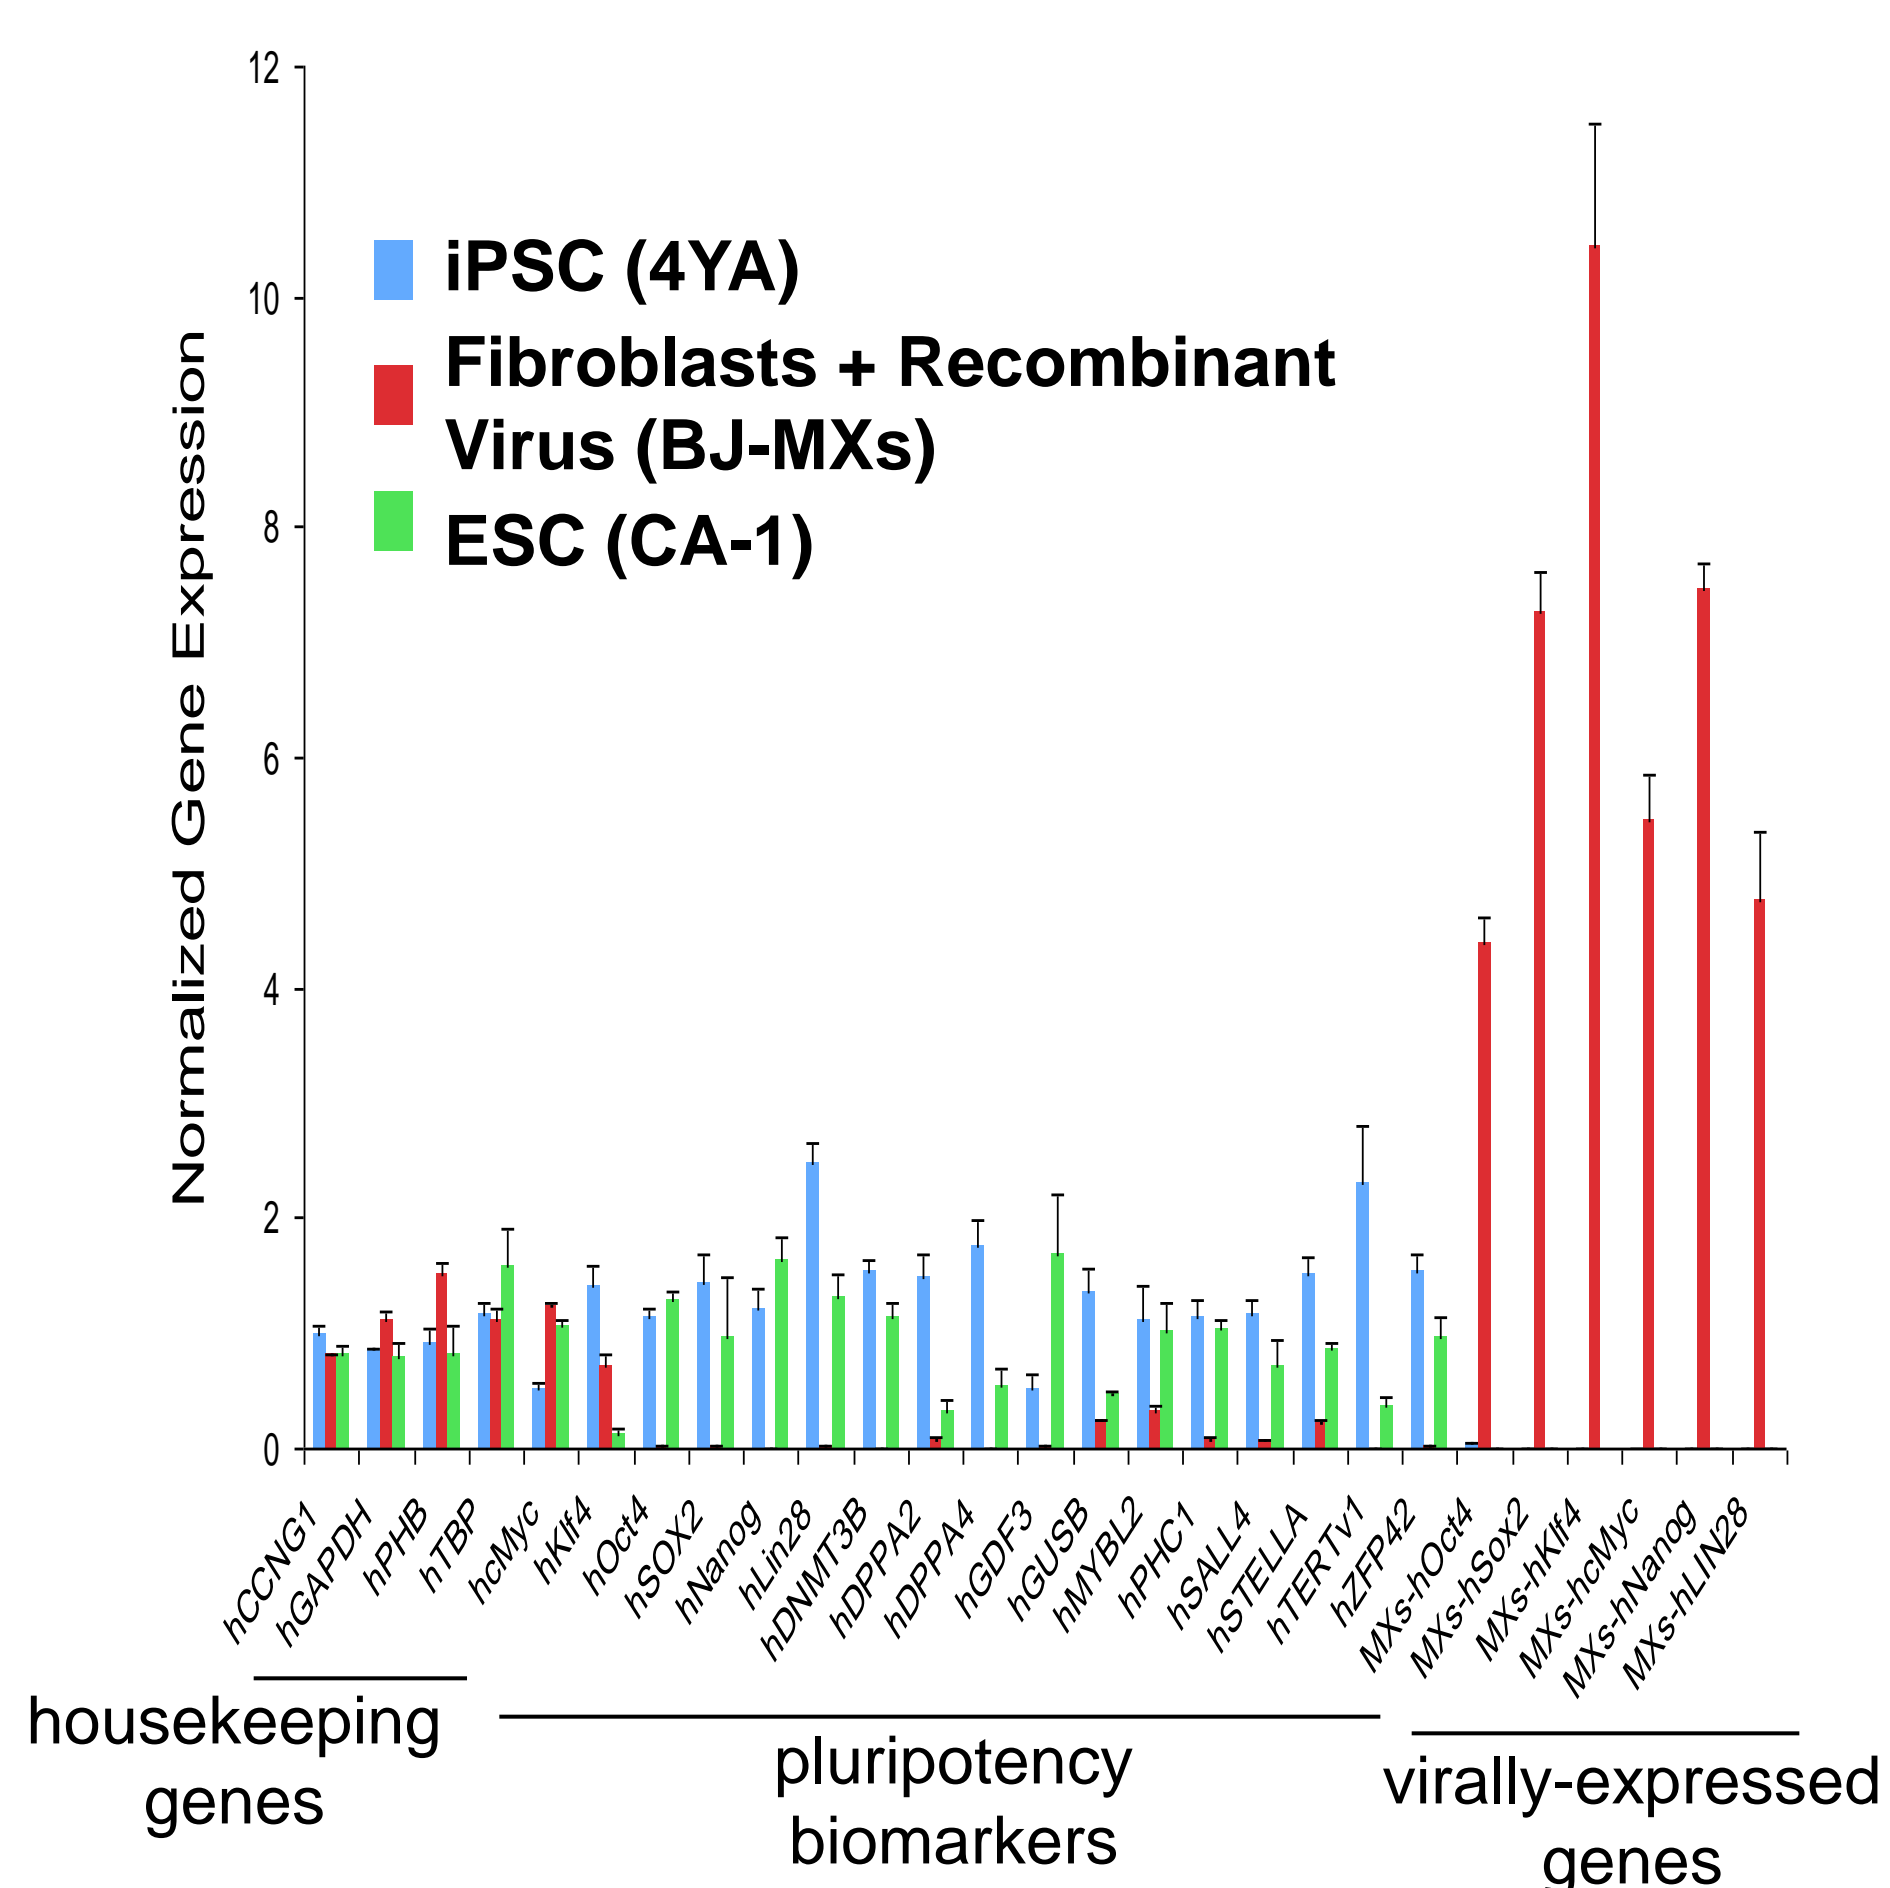 12
10
8
6
4
2
0
Normalized Gene Expression
iPSC (4YA)
Fibroblasts + Recombinant
Virus (BJ-MXs)
ESC (CA-1)
hCCNG1
hGAPDH
hPHB
hTBP
hcMyc
hKlf4
hOct4
hSOX2
hNanog
hLin28
hDNMT3B
hDPPA2
hDPPA4
hGDF3
hGUSB
hMYBL2
hPHC1
hSALL4
hSTELLA
hTERTv1
hZFP42
MXs-hOct4
MXs-hSox2
MXs-hKlf4
MXs-hcMyc
MXs-hNanog
MXs-hLIN28
housekeeping
genes
pluripotency
biomarkers
virally-expressed
genes